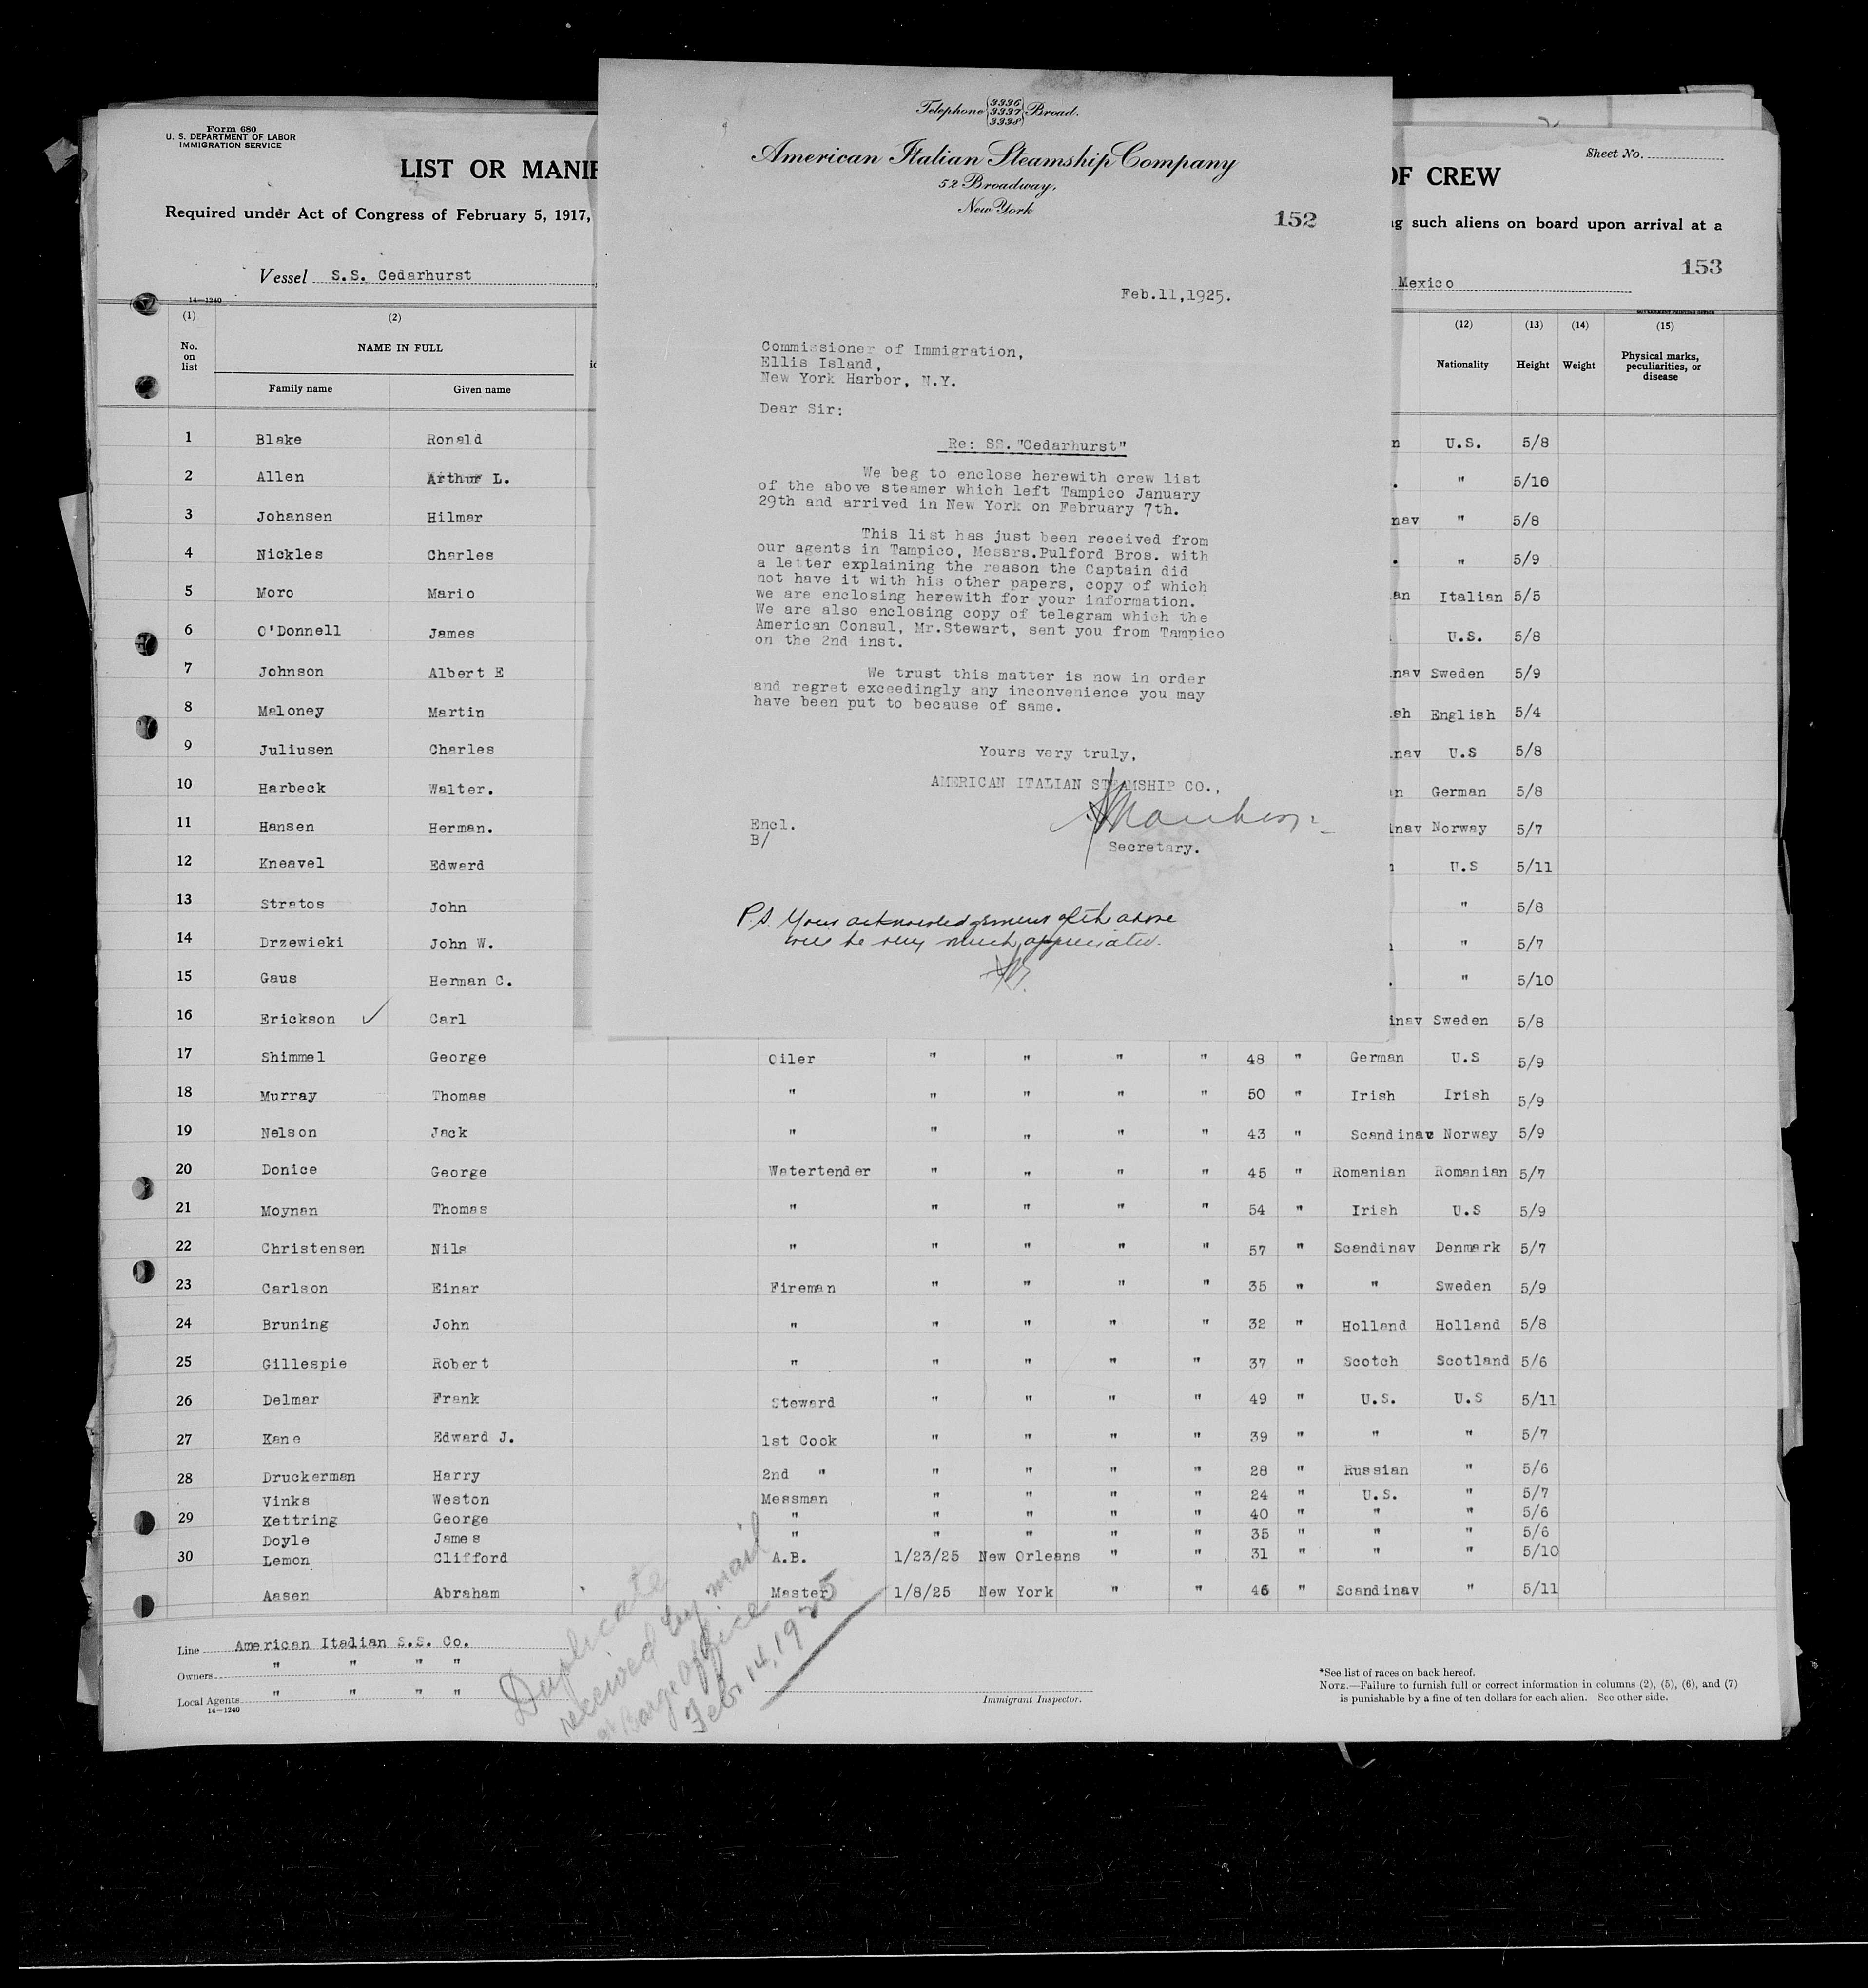 Telephone 3336 3337 3338 Broad.
American Italian Steamship Company
52 Broadway,
New York
152
Feb.11,1925.
Commissioner of Immigration,
Ellis Island,
New York Harbor, N.Y.
Dear Sir:
Re: SS."Cedarhurst"
We beg to enclose herewith crew list
of the above steamer which left Tampico January
29th and arrived in New York on February 7th.
This list has just been received from
our agents in Tampico, Messrs.Pulford Bros. with
a letter explaining the reason the Captain did
not have it with his other papers, copy of which
we are enclosing herewith for your information.
We are also enclosing copy of telegram which the
American Consul, Mr.Stewart, sent you from Tampico
on the 2nd inst.
We trust this matter is now in order
and regret exceedingly any inconvenience you may
have been put to because of same.
Yours very truly,
AMERICAN ITALIAN STEAMSHIP CO.,
Encl.
B/
Secretary.
P.S. Your acknowledgement of the above
will be very much appreciated.
Form 680
U. S. DEPARTMENT OF LABOR
IMMIGRATION SERVICE
Sheet No.
LIST OR MANIF
OF CREW
Required under Act of Congress of February 5, 1917,
such aliens on board upon arrival at a
Vessel S.S. Cedarhurst
Mexico
153
14—1240
(1) (2) (12) (13) (14) (15)
No. on list NAME IN FULL Nationality Height Weight Physical marks, peculiarities, or disease
Family name Given name
1 Blake Ronald n U.S. 5/8
2 Allen Arthur L. . " 5/10
3 Johansen Hilmar nav " 5/8
4 Nickles Charles . " 5/9
5 Moro Mario an Italian 5/5
6 O'Donnell James U.S. 5/8
7 Johnson Albert E nav Sweden 5/9
8 Maloney Martin sh English 5/4
9 Juliusen Charles nav U.S 5/8
10 Harbeck Walter. n German 5/8
11 Hansen Herman. inav Norway 5/7
12 Kneavel Edward U.S 5/11
13 Stratos John " 5/8
14 Drzewieki John W. " 5/7
15 Gaus Herman C. . " 5/10
16 Erickson ✓ Carl inav Sweden 5/8
17 Shimmel George Oiler " " " " 48 " German U.S 5/9
18 Murray Thomas " " " " " 50 " Irish Irish 5/9
19 Nelson Jack " " " " " 43 " Scandinav Norway 5/9
20 Donice George Watertender " " " " 45 " Romanian Romanian 5/7
21 Moynan Thomas " " " " " 54 " Irish U.S 5/9
22 Christensen Nils " " " " " 57 " Scandinav Denmark 5/7
23 Carlson Einar Fireman " " " " 35 " " Sweden 5/9
24 Bruning John " " " " " 32 " Holland Holland 5/8
25 Gillespie Robert " " " " " 37 " Scotch Scotland 5/6
26 Delmar Frank Steward " " " " 49 " U.S. U.S 5/11
27 Kane Edward J. 1st Cook " " " " 39 " " " 5/7
28 Druckerman Harry 2nd " " " " " 28 " Russian " 5/6
Vinks Weston Messman " " " " 24 " U.S. " 5/7
29 Kettring George " " " " " 40 " " " 5/6
Doyle James " " " " " 35 " " " 5/6
30 Lemon Clifford A.B. 1/23/25 New Orleans " " 31 " " " 5/10
Aasen Abraham Master 1/8/25 New York " " 46 " Scandinav " 5/11
Line American Italian S.S. Co.
Owners " " " "
Local Agents " " " "
14—1240
Duplicate
received by mail
at Barge Office
Feb. 14, 1925
Immigrant Inspector.
*See list of races on back hereof.
NOTE.—Failure to furnish full or correct information in columns (2), (5), (6), and (7)
is punishable by a fine of ten dollars for each alien. See other side.